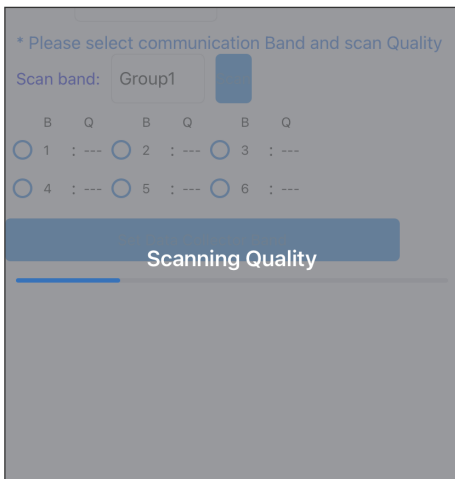 * Please select communication Band and scan Quality
Scan band: Group1
B Q B Q B Q
1 : --- 2 : --- 3 : ---
4 : --- 5 : --- 6 : ---
Scanning Quality